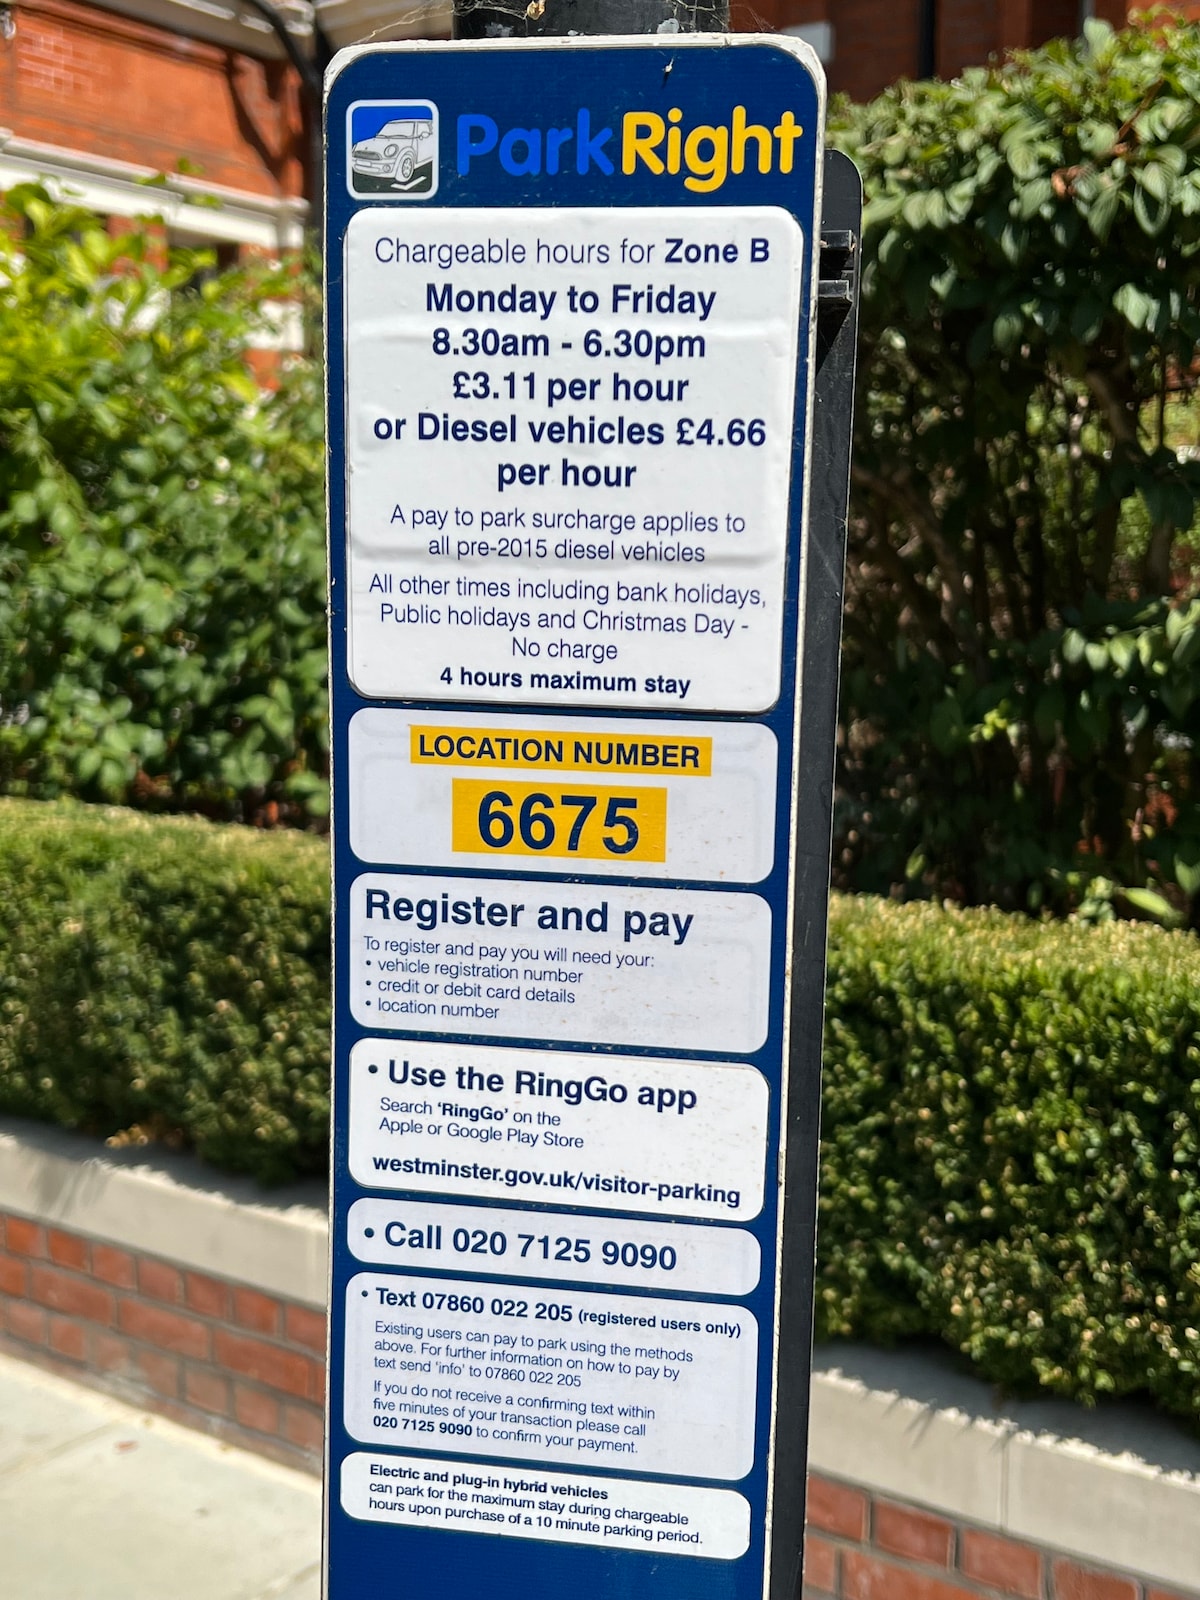 ParkRight
Chargeable hours for Zone B
Monday to Friday
8.30am - 6.30pm
£3.11 per hour
or Diesel vehicles £4.66
per hour
A pay to park surcharge applies to
all pre-2015 diesel vehicles
All other times including bank holidays,
Public holidays and Christmas Day -
No charge
4 hours maximum stay
LOCATION NUMBER
6675
Register and pay
To register and pay you will need your:
• vehicle registration number
• credit or debit card details
• location number
• Use the RingGo app
Search 'RingGo' on the
Apple or Google Play Store
westminster.gov.uk/visitor-parking
• Call 020 7125 9090
• Text 07860 022 205 (registered users only)
Existing users can pay to park using the methods
above. For further information on how to pay by
text send 'info' to 07860 022 205
If you do not receive a confirming text within
five minutes of your transaction please call
020 7125 9090 to confirm your payment.
Electric and plug-in hybrid vehicles
can park for the maximum stay during chargeable
hours upon purchase of a 10 minute parking period.